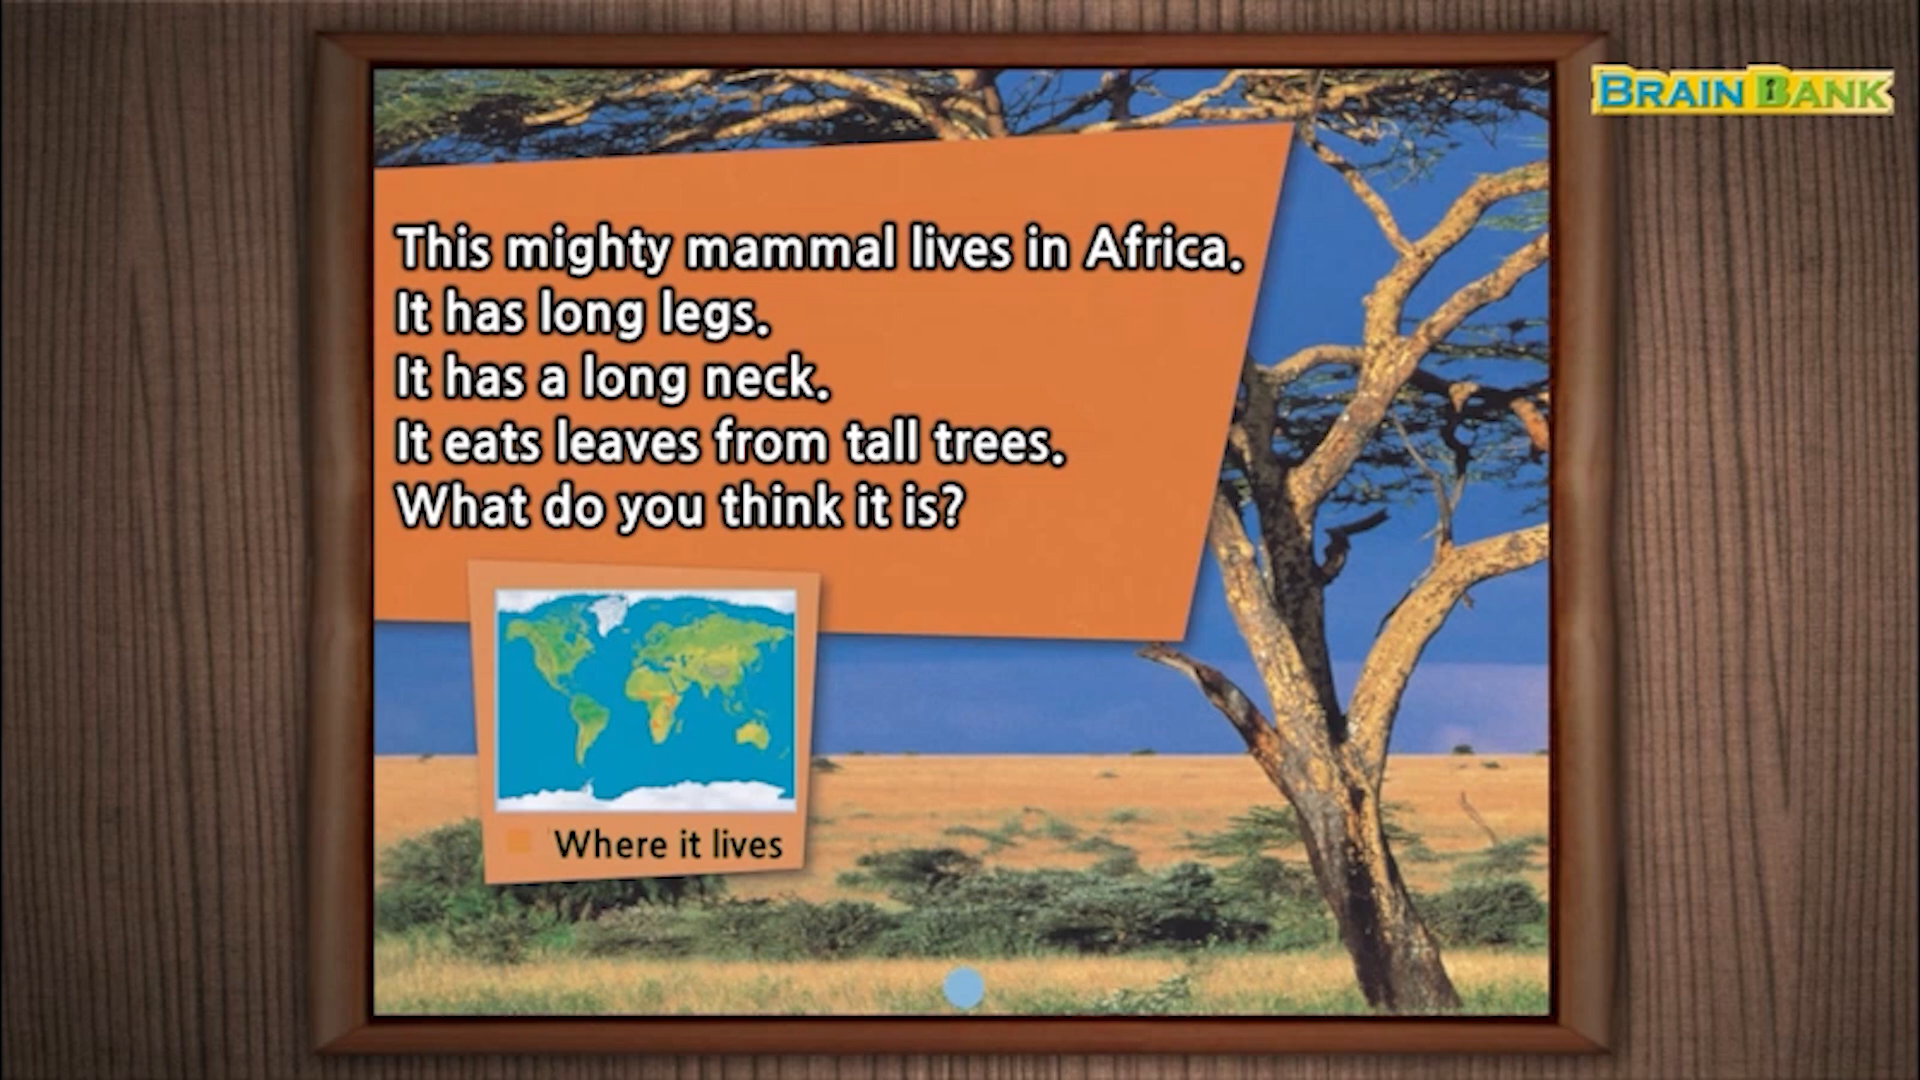 BRAIN BANK
This mighty mammal lives in Africa.
It has long legs.
It has a long neck.
It eats leaves from tall trees.
What do you think it is?
Where it lives